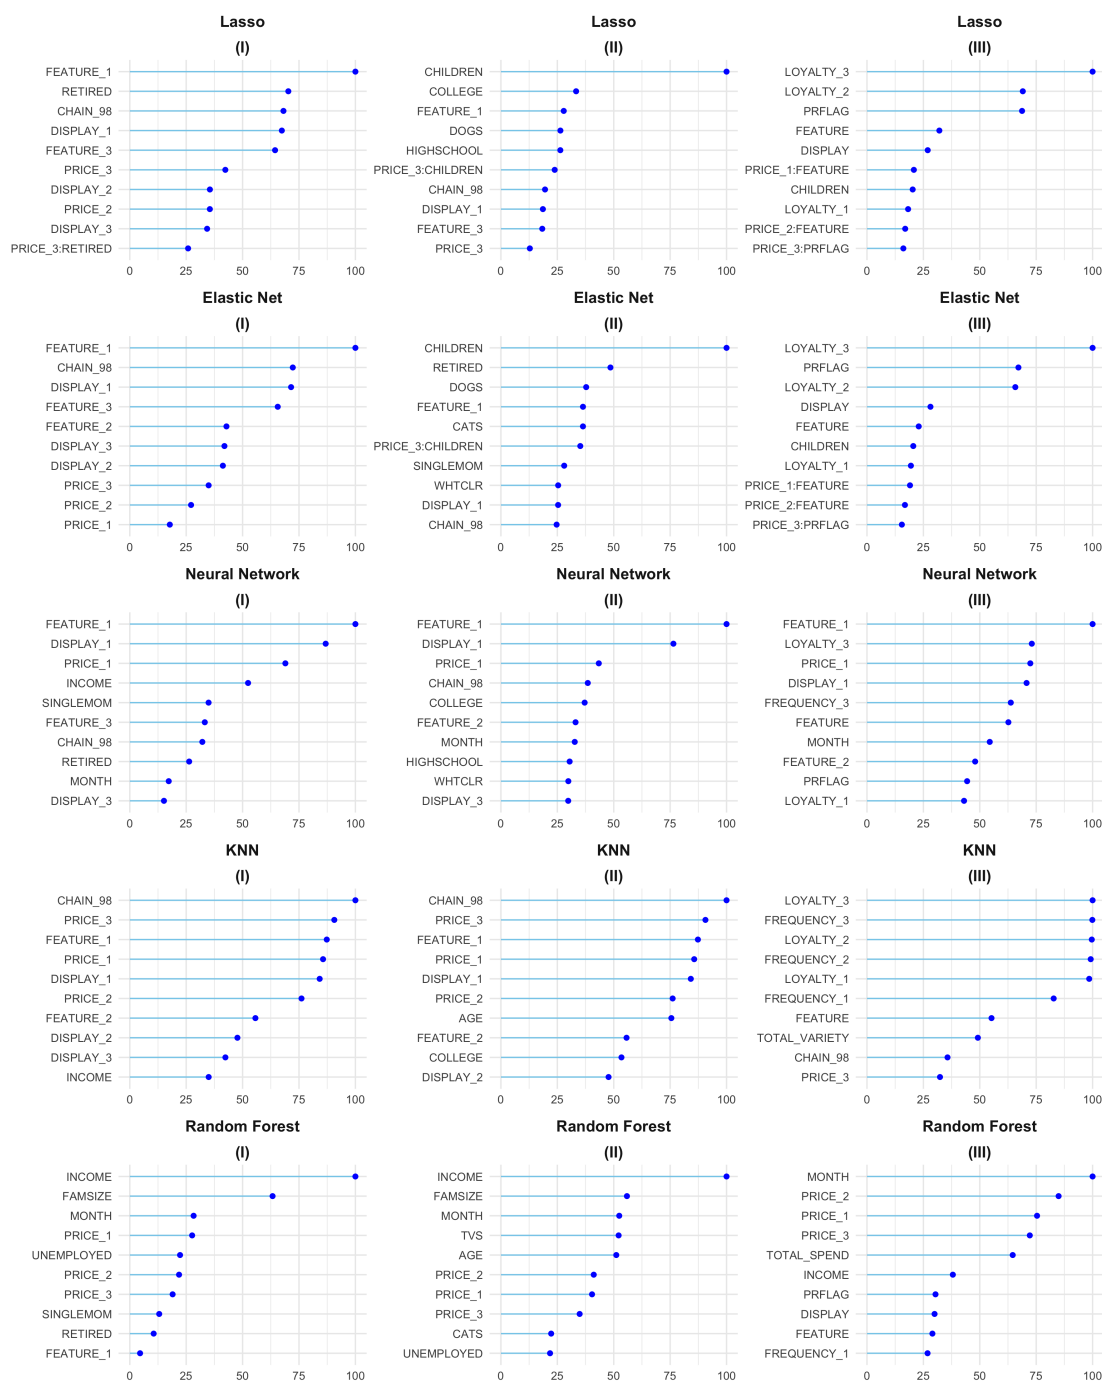 Lasso
(I)
FEATURE_1
RETIRED
CHAIN_98
DISPLAY_1
FEATURE_3
PRICE_3
DISPLAY_2
PRICE_2
DISPLAY_3
PRICE_3:RETIRED
0 25 50 75 100
Lasso
(II)
CHILDREN
COLLEGE
FEATURE_1
DOGS
HIGHSCHOOL
PRICE_3:CHILDREN
CHAIN_98
DISPLAY_1
FEATURE_3
PRICE_3
0 25 50 75 100
Lasso
(III)
LOYALTY_3
LOYALTY_2
PRFLAG
FEATURE
DISPLAY
PRICE_1:FEATURE
CHILDREN
LOYALTY_1
PRICE_2:FEATURE
PRICE_3:PRFLAG
0 25 50 75 100
Elastic Net
(I)
FEATURE_1
CHAIN_98
DISPLAY_1
FEATURE_3
FEATURE_2
DISPLAY_3
DISPLAY_2
PRICE_3
PRICE_2
PRICE_1
0 25 50 75 100
Elastic Net
(II)
CHILDREN
RETIRED
DOGS
FEATURE_1
CATS
PRICE_3:CHILDREN
SINGLEMOM
WHTCLR
DISPLAY_1
CHAIN_98
0 25 50 75 100
Elastic Net
(III)
LOYALTY_3
PRFLAG
LOYALTY_2
DISPLAY
FEATURE
CHILDREN
LOYALTY_1
PRICE_1:FEATURE
PRICE_2:FEATURE
PRICE_3:PRFLAG
0 25 50 75 100
Neural Network
(I)
FEATURE_1
DISPLAY_1
PRICE_1
INCOME
SINGLEMOM
FEATURE_3
CHAIN_98
RETIRED
MONTH
DISPLAY_3
0 25 50 75 100
Neural Network
(II)
FEATURE_1
DISPLAY_1
PRICE_1
CHAIN_98
COLLEGE
FEATURE_2
MONTH
HIGHSCHOOL
WHTCLR
DISPLAY_3
0 25 50 75 100
Neural Network
(III)
FEATURE_1
LOYALTY_3
PRICE_1
DISPLAY_1
FREQUENCY_3
FEATURE
MONTH
FEATURE_2
PRFLAG
LOYALTY_1
0 25 50 75 100
KNN
(I)
CHAIN_98
PRICE_3
FEATURE_1
PRICE_1
DISPLAY_1
PRICE_2
FEATURE_2
DISPLAY_2
DISPLAY_3
INCOME
0 25 50 75 100
KNN
(II)
CHAIN_98
PRICE_3
FEATURE_1
PRICE_1
DISPLAY_1
PRICE_2
AGE
FEATURE_2
COLLEGE
DISPLAY_2
0 25 50 75 100
KNN
(III)
LOYALTY_3
FREQUENCY_3
LOYALTY_2
FREQUENCY_2
LOYALTY_1
FREQUENCY_1
FEATURE
TOTAL_VARIETY
CHAIN_98
PRICE_3
0 25 50 75 100
Random Forest
(I)
INCOME
FAMSIZE
MONTH
PRICE_1
UNEMPLOYED
PRICE_2
PRICE_3
SINGLEMOM
RETIRED
FEATURE_1
0 25 50 75 100
Random Forest
(II)
INCOME
FAMSIZE
MONTH
TVS
AGE
PRICE_2
PRICE_1
PRICE_3
CATS
UNEMPLOYED
0 25 50 75 100
Random Forest
(III)
MONTH
PRICE_2
PRICE_1
PRICE_3
TOTAL_SPEND
INCOME
PRFLAG
DISPLAY
FEATURE
FREQUENCY_1
0 25 50 75 100